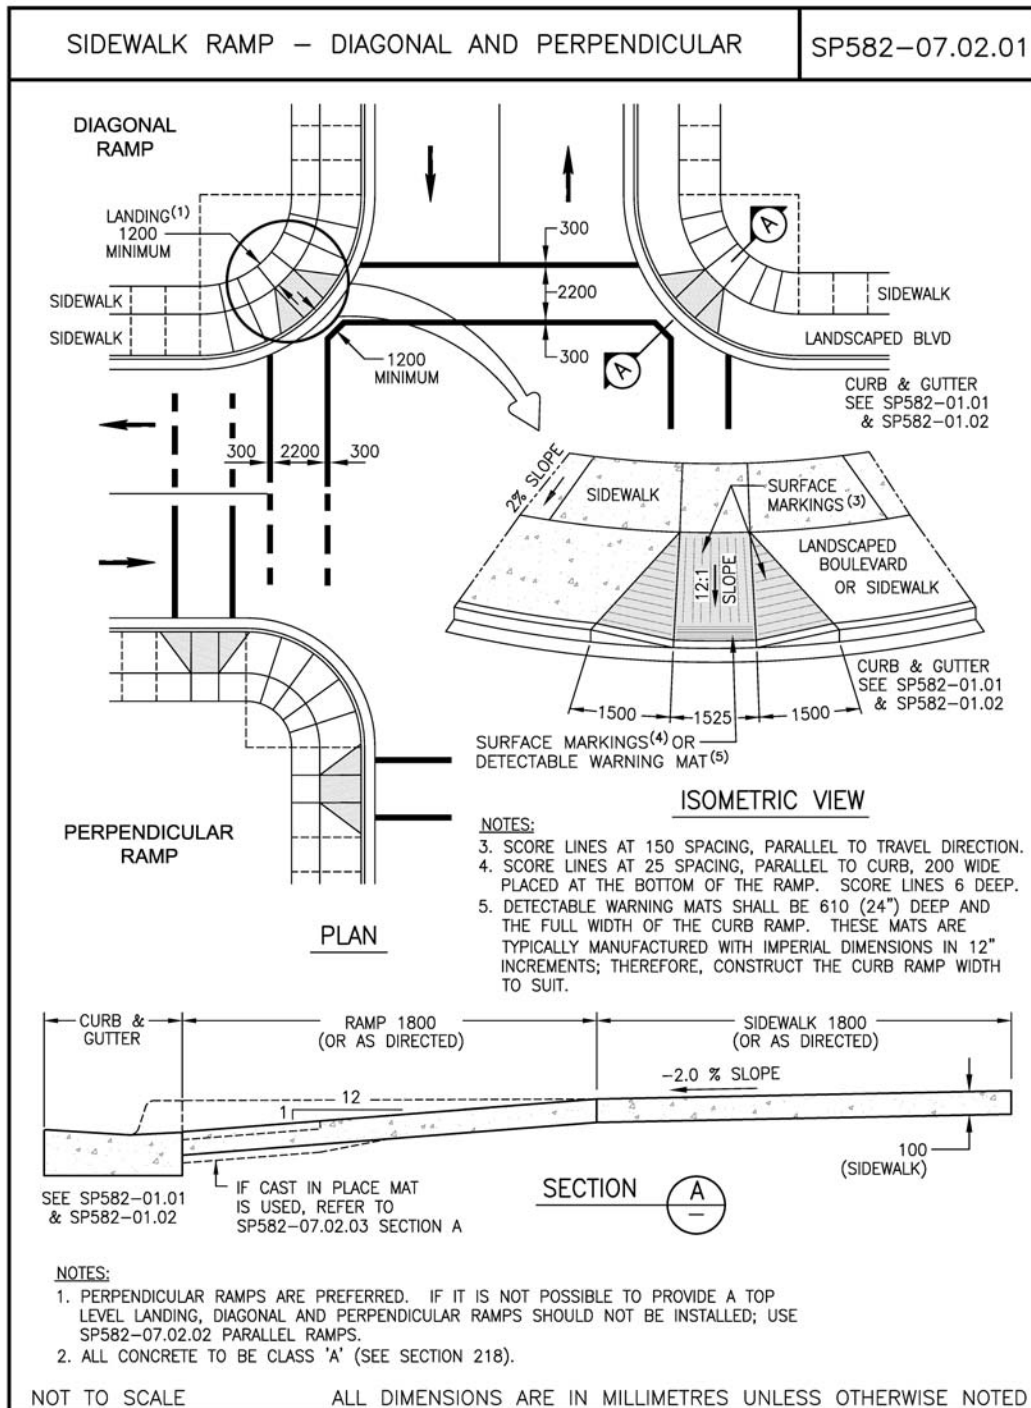 SIDEWALK RAMP – DIAGONAL AND PERPENDICULAR
SP582-07.02.01
DIAGONAL
RAMP
LANDING(1)
1200
MINIMUM
SIDEWALK
SIDEWALK
300
2200
300
1200
MINIMUM
A
A
SIDEWALK
LANDSCAPED BLVD
CURB & GUTTER
SEE SP582-01.01
& SP582-01.02
300
2200
300
2% SLOPE
SIDEWALK
SURFACE
MARKINGS(3)
12:1
SLOPE
LANDSCAPED
BOULEVARD
OR SIDEWALK
CURB & GUTTER
SEE SP582-01.01
& SP582-01.02
1500
1525
1500
SURFACE MARKINGS(4) OR
DETECTABLE WARNING MAT(5)
ISOMETRIC VIEW
PERPENDICULAR
RAMP
PLAN
NOTES:
3. SCORE LINES AT 150 SPACING, PARALLEL TO TRAVEL DIRECTION.
4. SCORE LINES AT 25 SPACING, PARALLEL TO CURB, 200 WIDE
PLACED AT THE BOTTOM OF THE RAMP. SCORE LINES 6 DEEP.
5. DETECTABLE WARNING MATS SHALL BE 610 (24") DEEP AND
THE FULL WIDTH OF THE CURB RAMP. THESE MATS ARE
TYPICALLY MANUFACTURED WITH IMPERIAL DIMENSIONS IN 12"
INCREMENTS; THEREFORE, CONSTRUCT THE CURB RAMP WIDTH
TO SUIT.
CURB &
GUTTER
RAMP 1800
(OR AS DIRECTED)
SIDEWALK 1800
(OR AS DIRECTED)
-2.0 % SLOPE
12
1
100
(SIDEWALK)
SEE SP582-01.01
& SP582-01.02
IF CAST IN PLACE MAT
IS USED, REFER TO
SP582-07.02.03 SECTION A
SECTION
A
–
NOTES:
1. PERPENDICULAR RAMPS ARE PREFERRED. IF IT IS NOT POSSIBLE TO PROVIDE A TOP
LEVEL LANDING, DIAGONAL AND PERPENDICULAR RAMPS SHOULD NOT BE INSTALLED; USE
SP582-07.02.02 PARALLEL RAMPS.
2. ALL CONCRETE TO BE CLASS 'A' (SEE SECTION 218).
NOT TO SCALE
ALL DIMENSIONS ARE IN MILLIMETRES UNLESS OTHERWISE NOTED